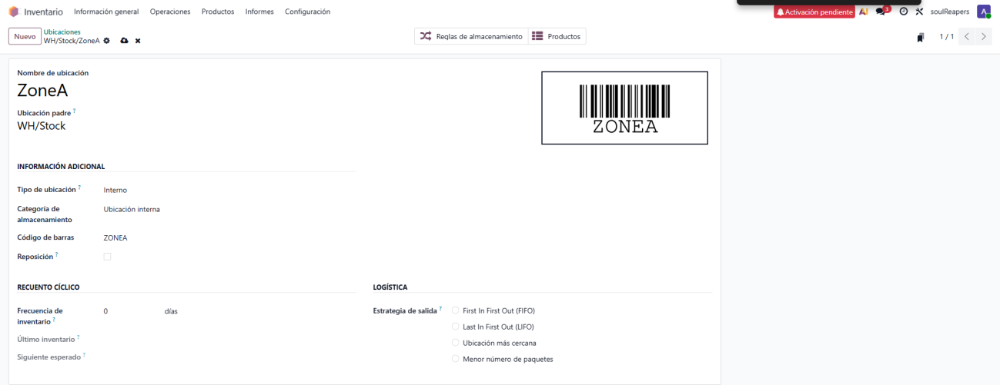 Inventario Información general Operaciones Productos Informes Configuración Activación pendiente AI 3 soulReapers A
Nuevo Ubicaciones Reglas de almacenamiento Productos 1 / 1
WH/Stock/ZoneA
Nombre de ubicación
ZoneA
Ubicación padre ?
WH/Stock
ZONEA
INFORMACIÓN ADICIONAL
Tipo de ubicación ? Interno
Categoría de almacenamiento Ubicación interna
Código de barras ZONEA
Reposición ?
RECUENTO CÍCLICO LOGÍSTICA
Frecuencia de inventario ? 0 días Estrategia de salida ? First In First Out (FIFO)
Last In First Out (LIFO)
Último inventario ? Ubicación más cercana
Siguiente esperado ? Menor número de paquetes